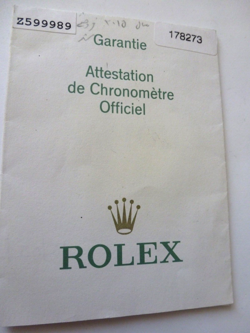 Z599989
178273
Garantie
Attestation
de Chronomètre
Officiel
ROLEX